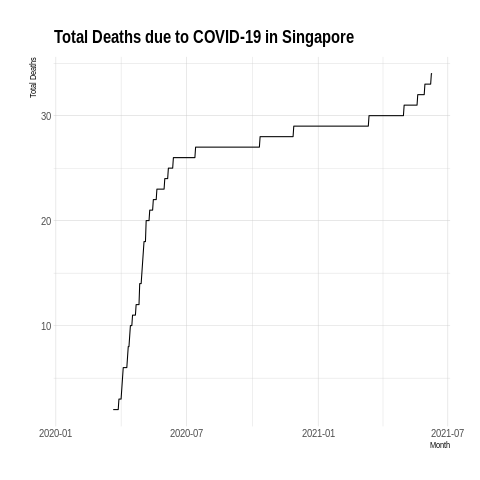 Total Deaths due to COVID-19 in Singapore
Total Deaths
30
20
10
2020-01 2020-07 2021-01 2021-07
Month